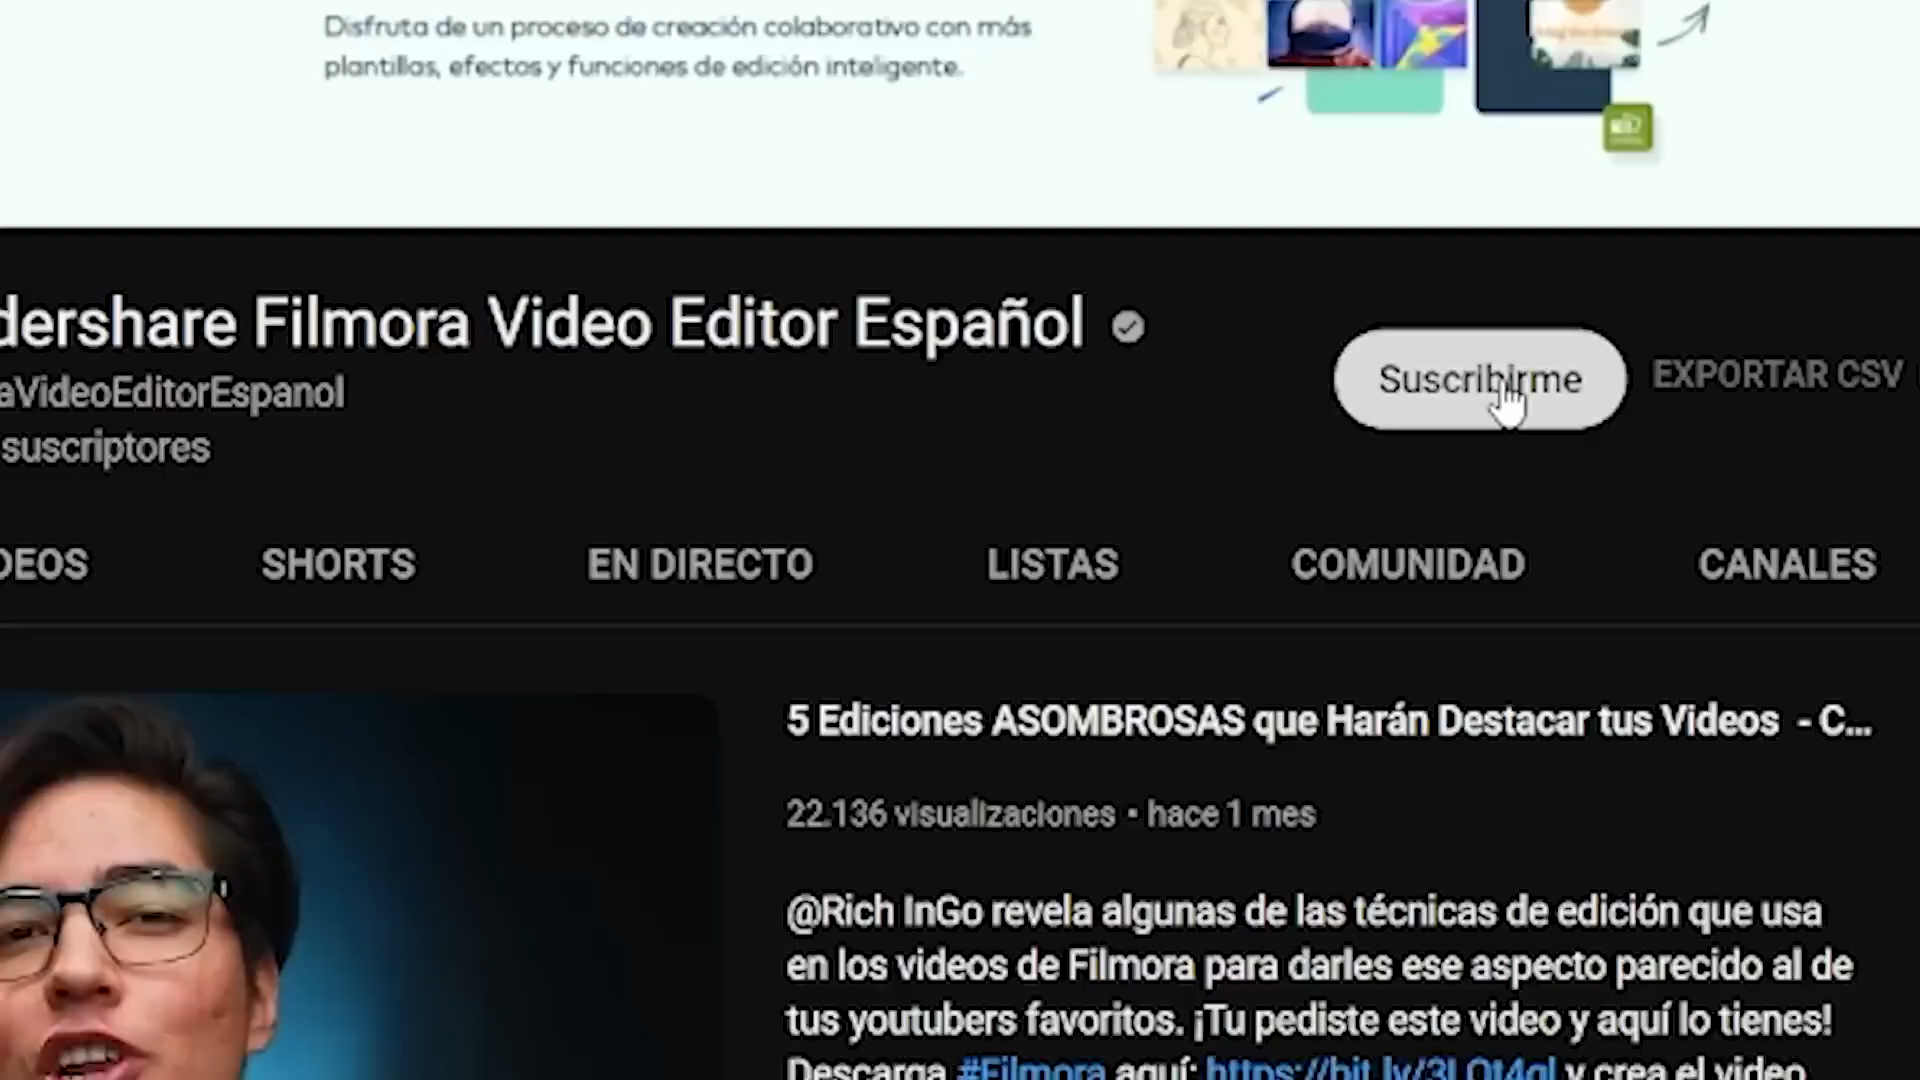 Disfruta de un proceso de creación colaborativo con más
plantillas, efectos y funciones de edición inteligente.
dershare Filmora Video Editor Español
aVideoEditorEspanol
suscriptores
Suscribirme
EXPORTAR CSV
DEOS SHORTS EN DIRECTO LISTAS COMUNIDAD CANALES
5 Ediciones ASOMBROSAS que Harán Destacar tus Videos - C...
22.136 visualizaciones • hace 1 mes
@Rich InGo revela algunas de las técnicas de edición que usa
en los videos de Filmora para darles ese aspecto parecido al de
tus youtubers favoritos. ¡Tu pediste este video y aquí lo tienes!
Descarga #Filmora aquí: y crea el video